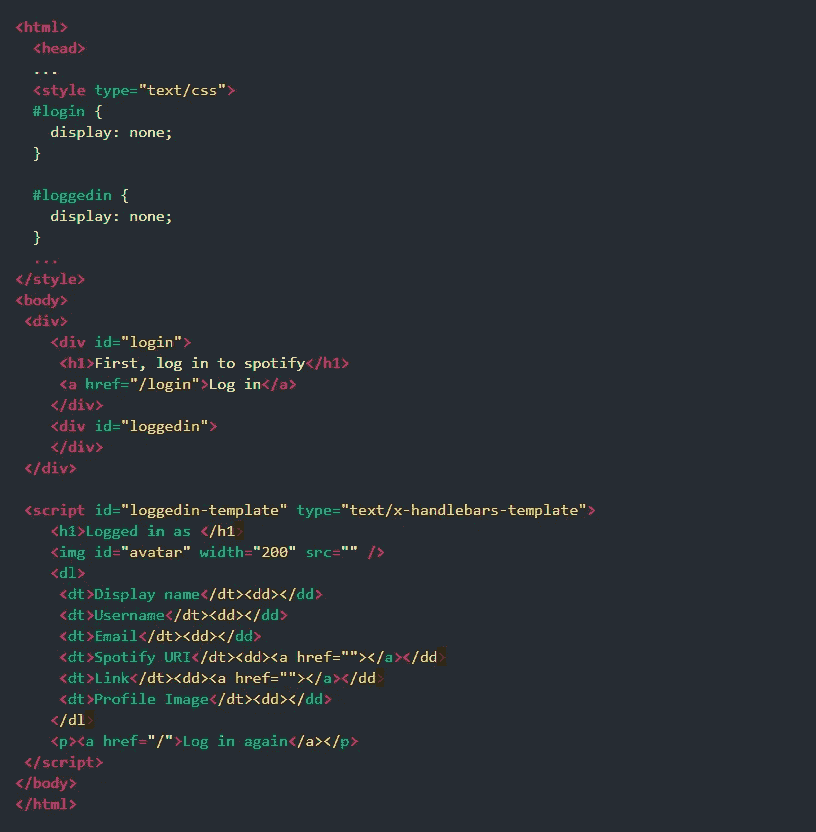 <html>
<head>
...
<style type="text/css">
#login {
display: none;
}
#loggedin {
display: none;
}
...
</style>
<body>
<div>
<div id="login">
<h1>First, log in to spotify</h1>
<a href="/login">Log in</a>
</div>
<div id="loggedin">
</div>
</div>
<script id="loggedin-template" type="text/x-handlebars-template">
<h1>Logged in as </h1>
<img id="avatar" width="200" src="" />
<dl>
<dt>Display name</dt><dd></dd>
<dt>Username</dt><dd></dd>
<dt>Email</dt><dd></dd>
<dt>Spotify URI</dt><dd><a href=""></a></dd>
<dt>Link</dt><dd><a href=""></a></dd>
<dt>Profile Image</dt><dd></dd>
</dl>
<p><a href="/">Log in again</a></p>
</script>
</body>
</html>